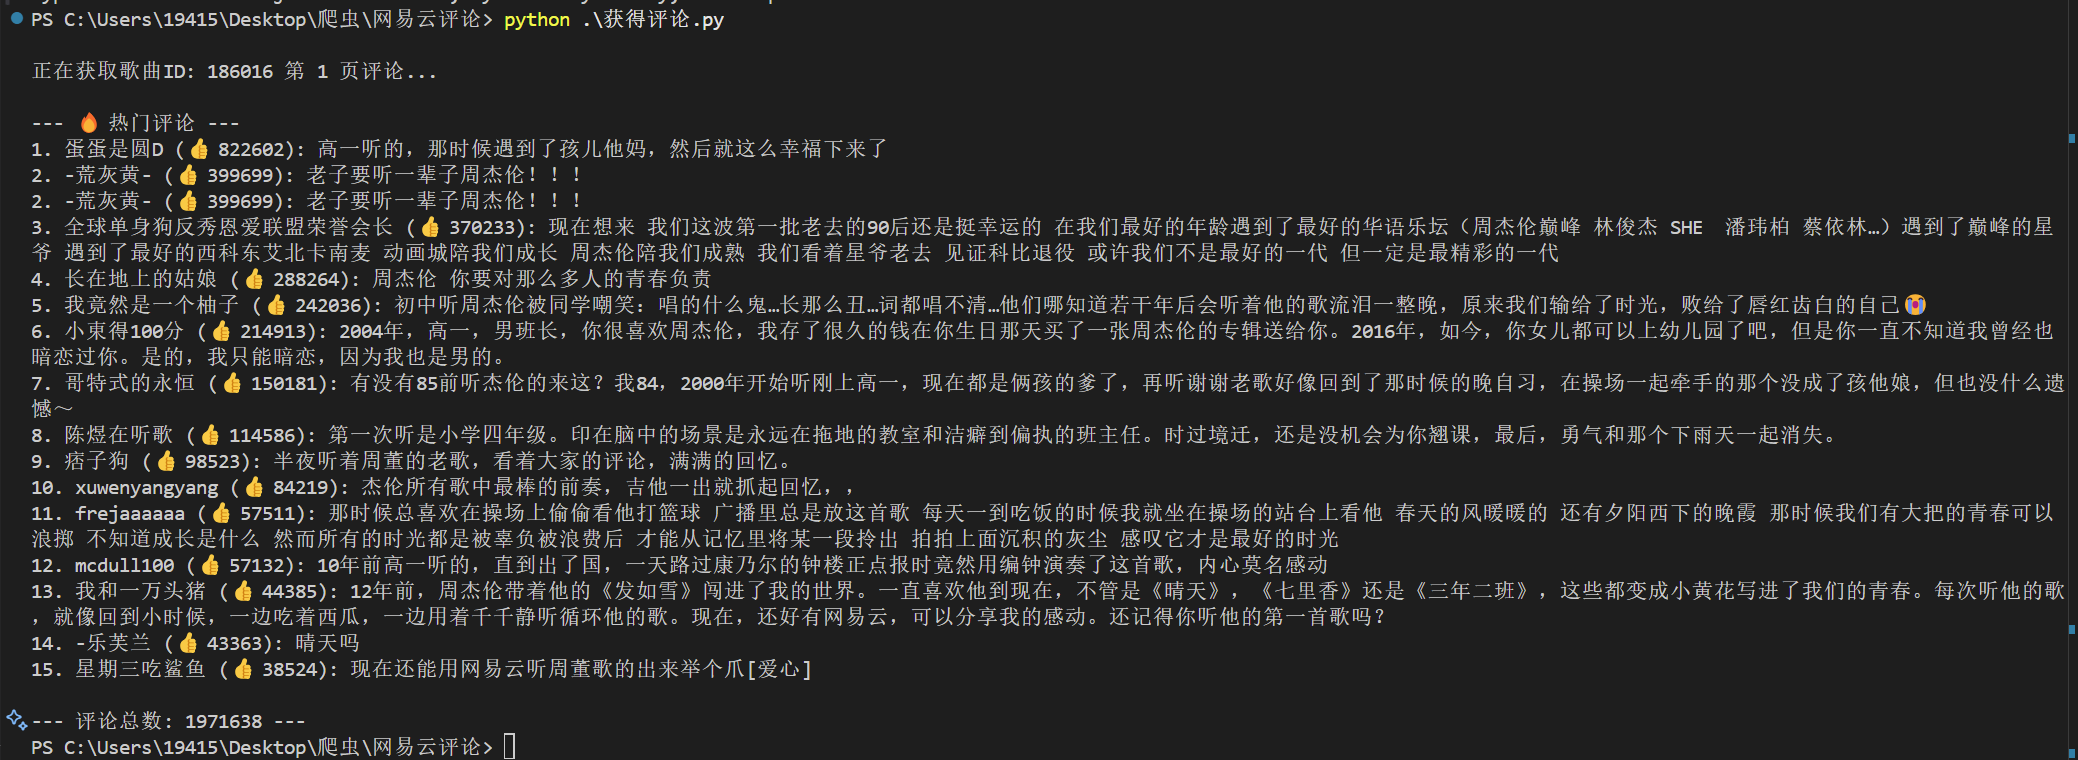 PS C:\Users\19415\Desktop\爬虫\网易云评论> python .\获得评论.py
正在获取歌曲ID: 186016 第 1 页评论...
--- 🔥 热门评论 ---
1. 蛋蛋是圆D (👍 822602): 高一听的，那时候遇到了孩儿他妈，然后就这么幸福下来了
2. -荒灰黄- (👍 399699): 老子要听一辈子周杰伦！！！
2. -荒灰黄- (👍 399699): 老子要听一辈子周杰伦！！！
3. 全球单身狗反秀恩爱联盟荣誉会长 (👍 370233): 现在想来 我们这波第一批老去的90后还是挺幸运的 在我们最好的年龄遇到了最好的华语乐坛（周杰伦巅峰 林俊杰 SHE  潘玮柏 蔡依林…）遇到了巅峰的星
爷 遇到了最好的西科东艾北卡南麦 动画城陪我们成长 周杰伦陪我们成熟 我们看着星爷老去 见证科比退役 或许我们不是最好的一代 但一定是最精彩的一代
4. 长在地上的姑娘 (👍 288264): 周杰伦 你要对那么多人的青春负责
5. 我竟然是一个柚子 (👍 242036): 初中听周杰伦被同学嘲笑：唱的什么鬼…长那么丑…词都唱不清…他们哪知道若干年后会听着他的歌流泪一整晚，原来我们输给了时光，败给了唇红齿白的自己😭
6. 小束得100分 (👍 214913): 2004年，高一，男班长，你很喜欢周杰伦，我存了很久的钱在你生日那天买了一张周杰伦的专辑送给你。2016年，如今，你女儿都可以上幼儿园了吧，但是你一直不知道我曾经也
暗恋过你。是的，我只能暗恋，因为我也是男的。
7. 哥特式的永恒 (👍 150181): 有没有85前听杰伦的来这？我84，2000年开始听刚上高一，现在都是俩孩的爹了，再听谢谢老歌好像回到了那时候的晚自习，在操场一起牵手的那个没成了孩他娘，但也没什么遗
憾～
8. 陈煜在听歌 (👍 114586): 第一次听是小学四年级。印在脑中的场景是永远在拖地的教室和洁癖到偏执的班主任。时过境迁，还是没机会为你翘课，最后，勇气和那个下雨天一起消失。
9. 痞子狗 (👍 98523): 半夜听着周董的老歌，看着大家的评论，满满的回忆。
10. xuwenyangyang (👍 84219): 杰伦所有歌中最棒的前奏，吉他一出就抓起回忆，，
11. frejaaaaaa (👍 57511): 那时候总喜欢在操场上偷偷看他打篮球 广播里总是放这首歌 每天一到吃饭的时候我就坐在操场的站台上看他 春天的风暖暖的 还有夕阳西下的晚霞 那时候我们有大把的青春可以
浪掷 不知道成长是什么 然而所有的时光都是被辜负被浪费后 才能从记忆里将某一段拎出 拍拍上面沉积的灰尘 感叹它才是最好的时光
12. mcdull100 (👍 57132): 10年前高一听的，直到出了国，一天路过康乃尔的钟楼正点报时竟然用编钟演奏了这首歌，内心莫名感动
13. 我和一万头猪 (👍 44385): 12年前，周杰伦带着他的《发如雪》闯进了我的世界。一直喜欢他到现在，不管是《晴天》，《七里香》还是《三年二班》，这些都变成小黄花写进了我们的青春。每次听他的歌
，就像回到小时候，一边吃着西瓜，一边用着千千静听循环他的歌。现在，还好有网易云，可以分享我的感动。还记得你听他的第一首歌吗？
14. -乐芙兰 (👍 43363): 晴天吗
15. 星期三吃鲨鱼 (👍 38524): 现在还能用网易云听周董歌的出来举个爪[爱心]
--- 评论总数: 1971638 ---
PS C:\Users\19415\Desktop\爬虫\网易云评论>